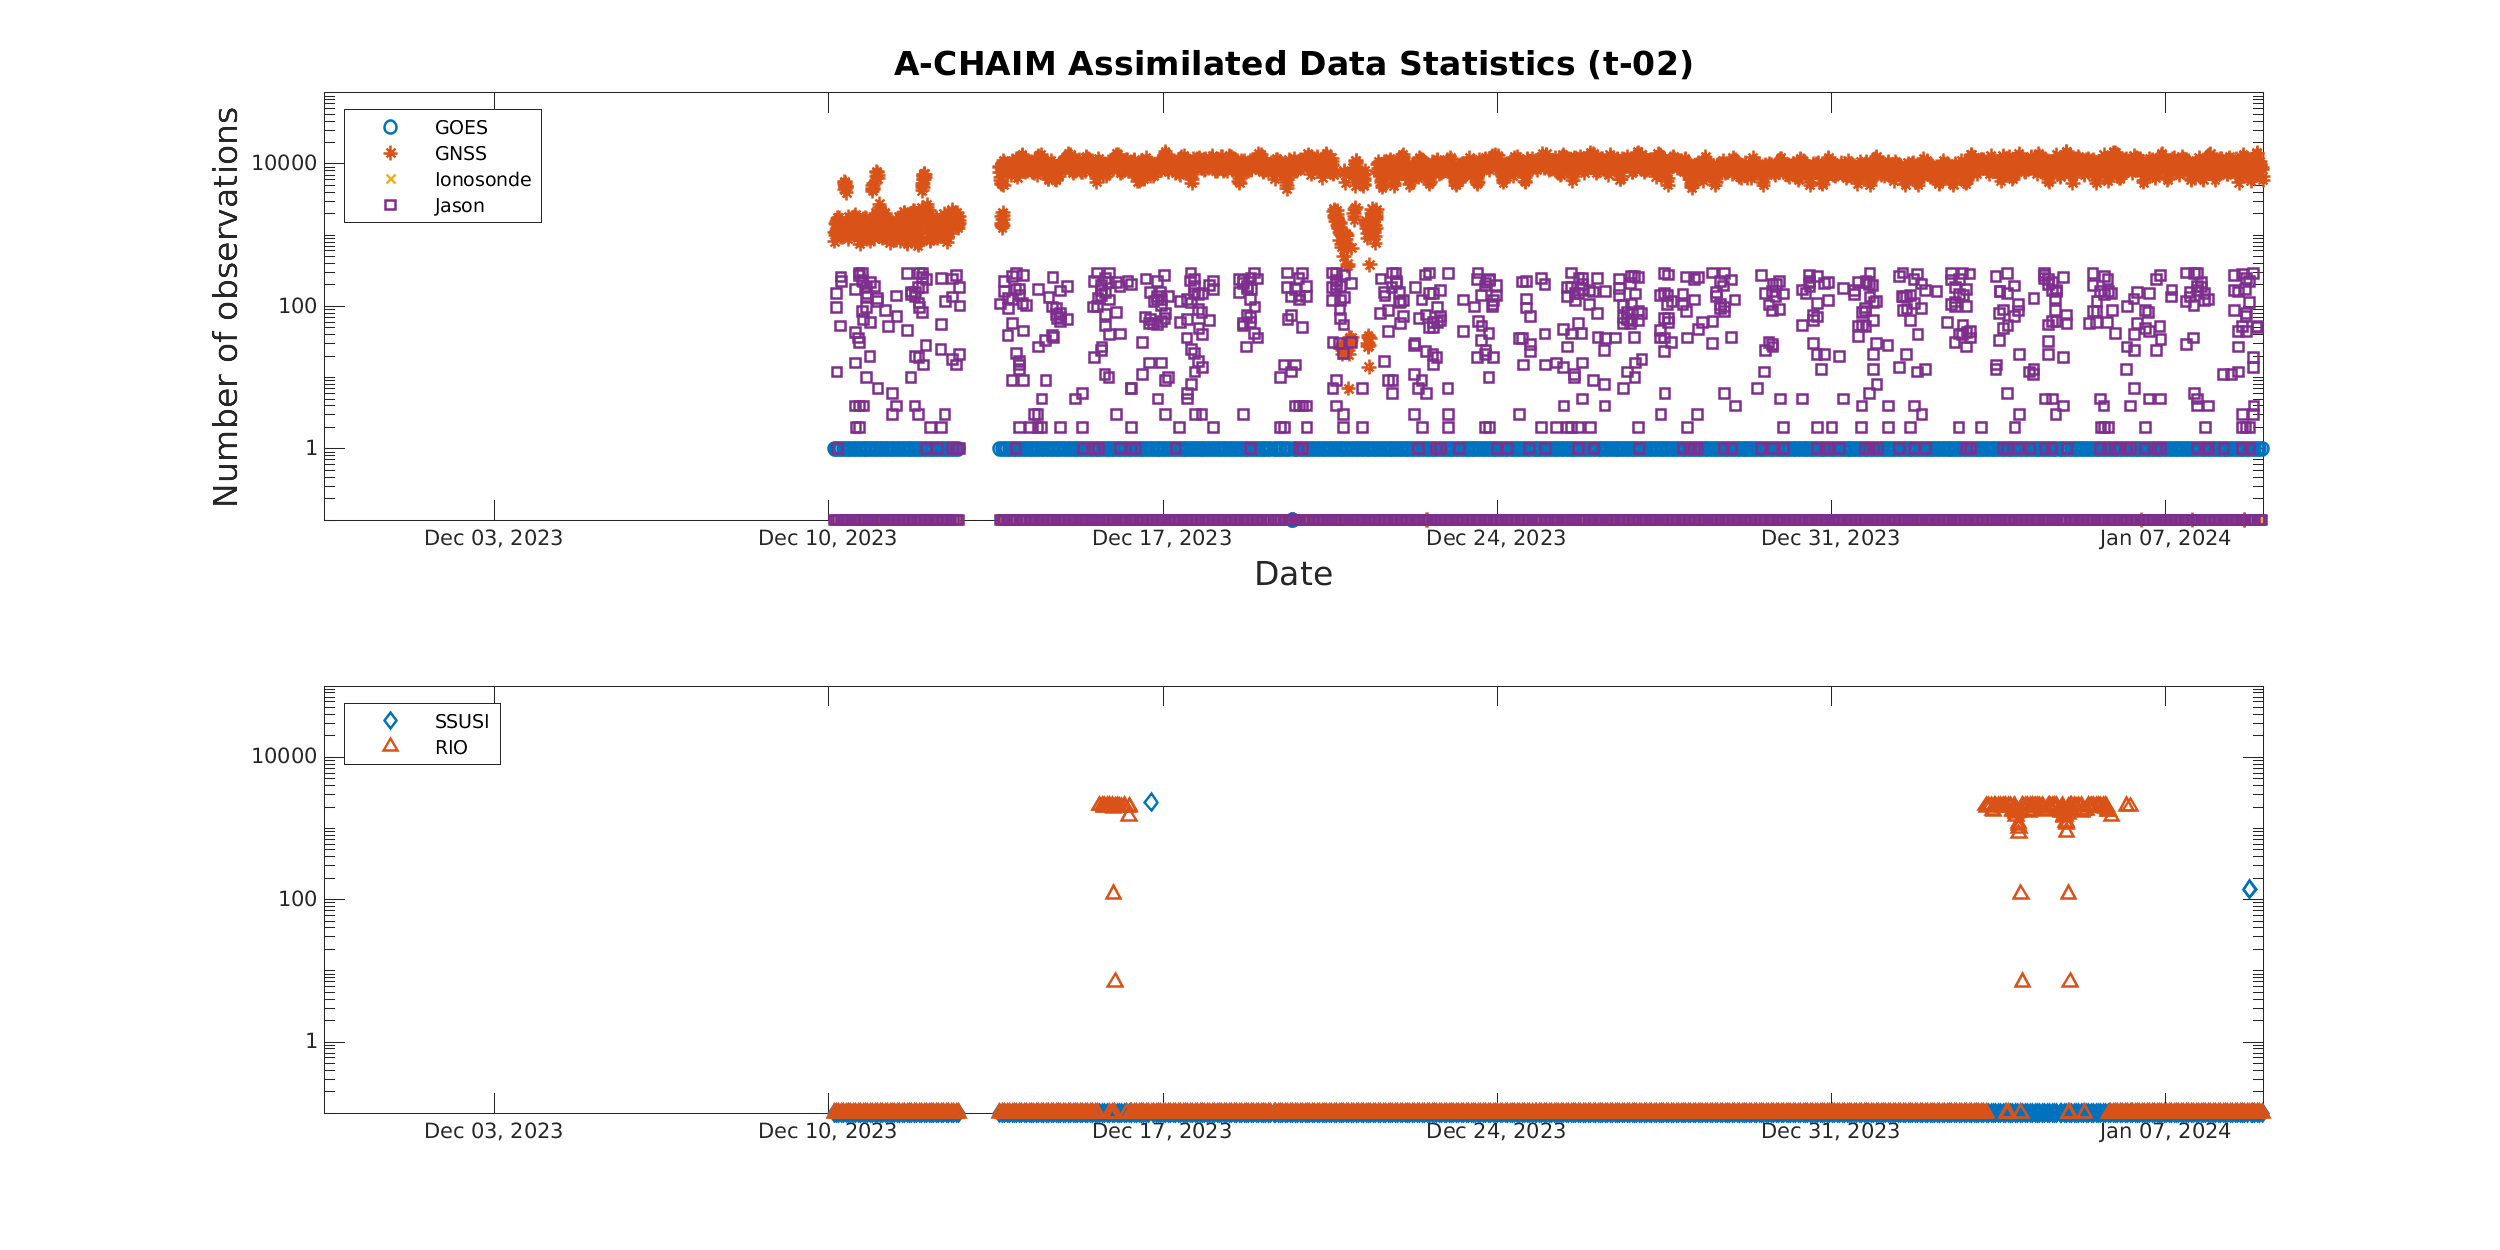 A-CHAIM Assimilated Data Statistics (t-02)
Number of observations
GOES
GNSS
Ionosonde
Jason
10000
100
1
Dec 03, 2023
Dec 10, 2023
Dec 17, 2023
Dec 24, 2023
Dec 31, 2023
Jan 07, 2024
Date
SSUSI
RIO
10000
100
1
Dec 03, 2023
Dec 10, 2023
Dec 17, 2023
Dec 24, 2023
Dec 31, 2023
Jan 07, 2024